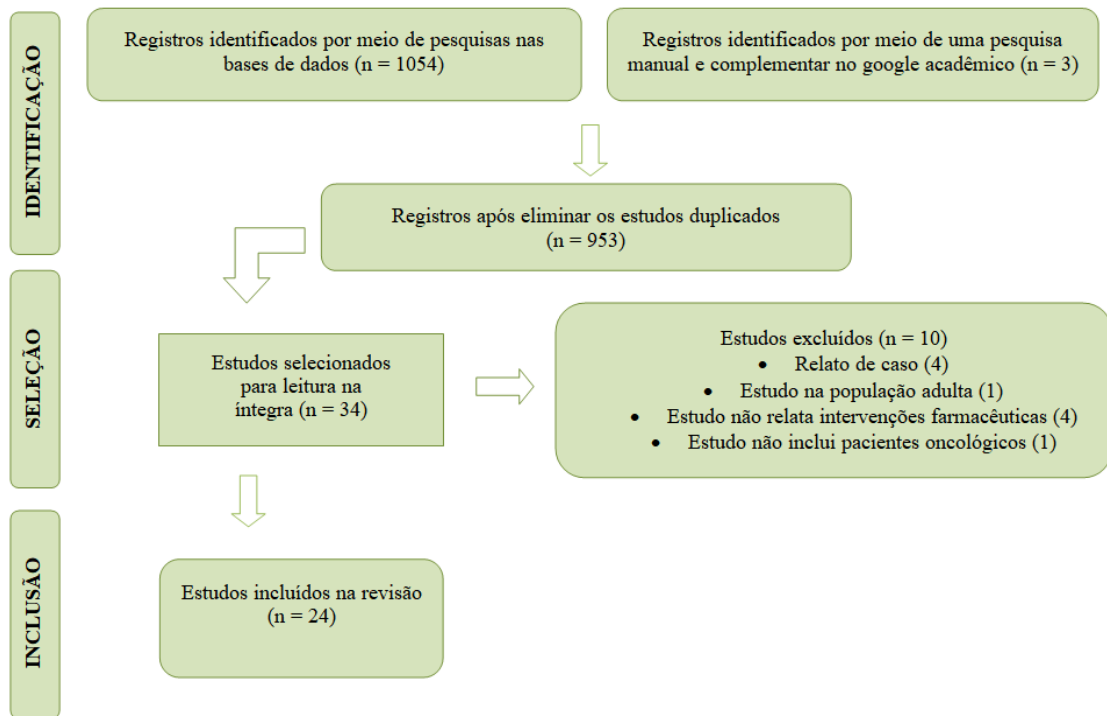 IDENTIFICAÇÃO
Registros identificados por meio de pesquisas nas
bases de dados (n = 1054)
Registros identificados por meio de uma pesquisa
manual e complementar no google acadêmico (n = 3)
Registros após eliminar os estudos duplicados
(n = 953)
SELEÇÃO
Estudos selecionados
para leitura na
íntegra (n = 34)
Estudos excluídos (n = 10)
• Relato de caso (4)
• Estudo na população adulta (1)
• Estudo não relata intervenções farmacêuticas (4)
• Estudo não inclui pacientes oncológicos (1)
INCLUSÃO
Estudos incluídos na revisão
(n = 24)